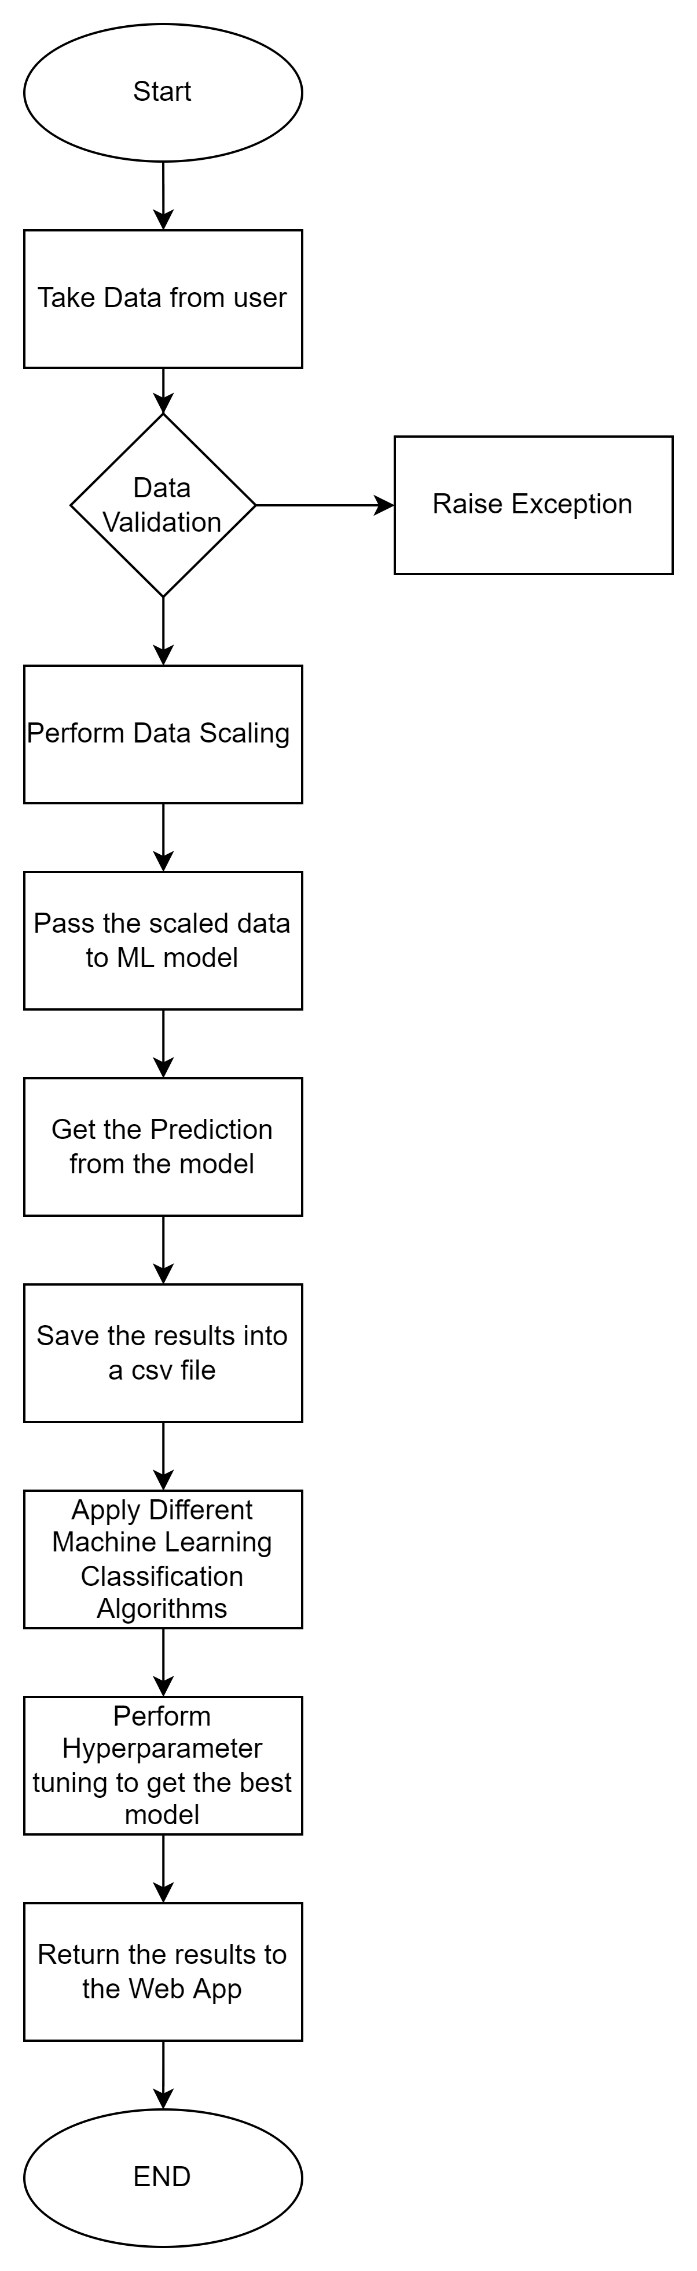 Start
Take Data from user
Data
Validation
Raise Exception
Perform Data Scaling
Pass the scaled data
to ML model
Get the Prediction
from the model
Save the results into
a csv file
Apply Different
Machine Learning
Classification
Algorithms
Perform
Hyperparameter
tuning to get the best
model
Return the results to
the Web App
END